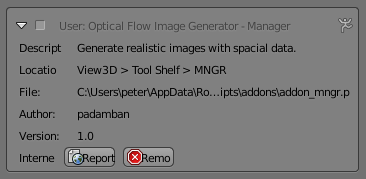 User: Optical Flow Image Generator - Manager
Descript Generate realistic images with spacial data.
Locatio View3D > Tool Shelf > MNGR
File: C:\Users\peter\AppData\Ro...ipts\addons\addon_mngr.p
Author: padamban
Version: 1.0
Interne Report Remo